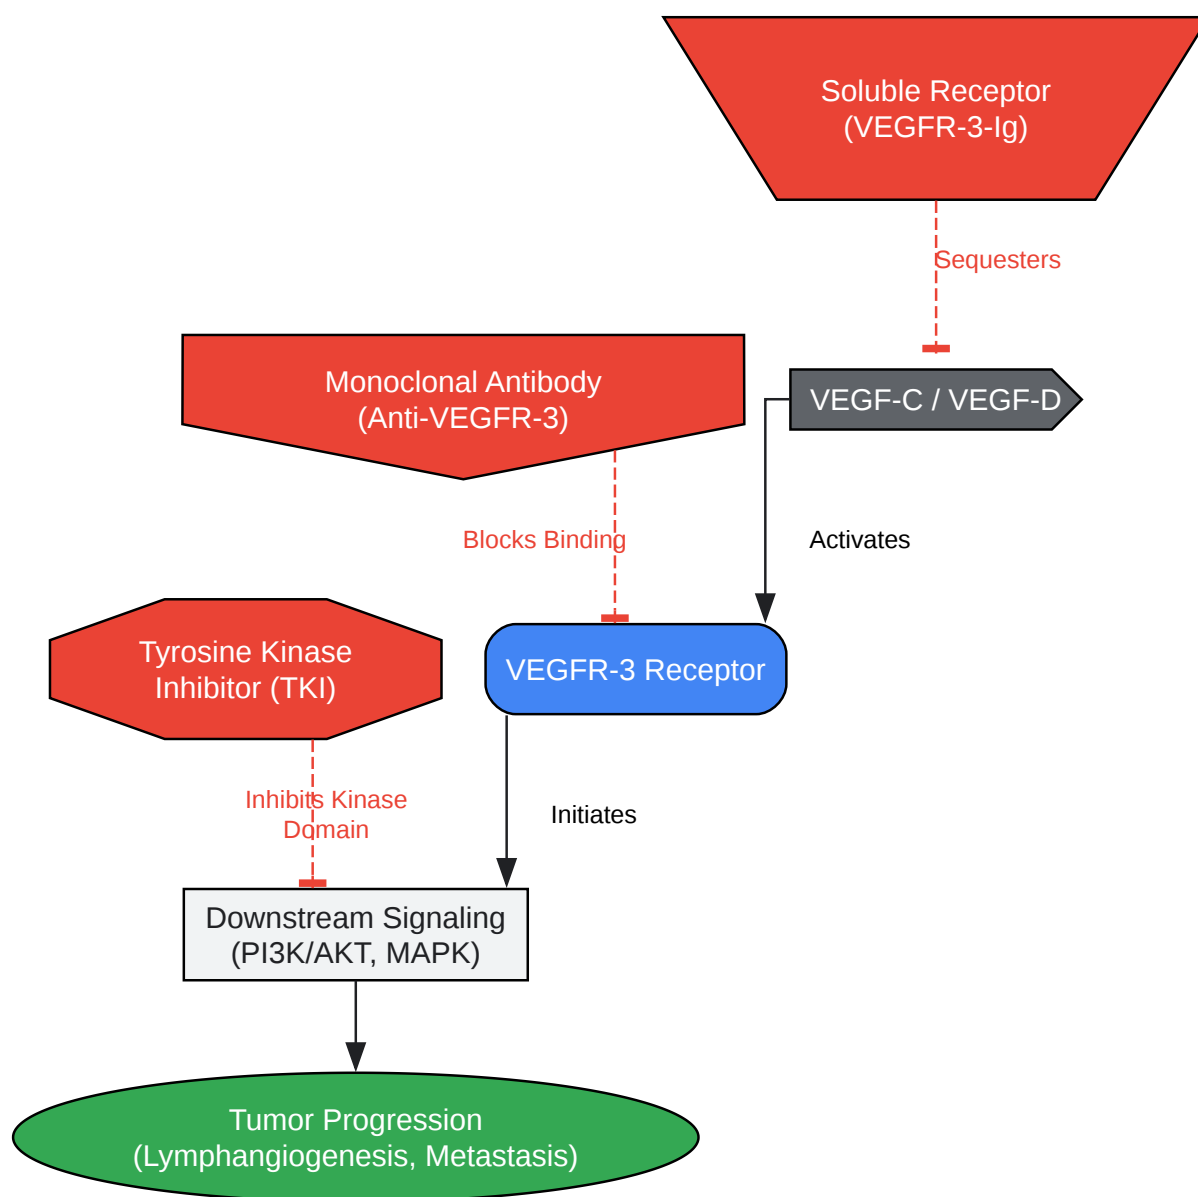 Soluble Receptor
(VEGFR-3-Ig)
Sequesters
Monoclonal Antibody
(Anti-VEGFR-3)
VEGF-C / VEGF-D
Blocks Binding
Activates
Tyrosine Kinase
Inhibitor (TKI)
VEGFR-3 Receptor
Inhibits Kinase
Domain
Initiates
Downstream Signaling
(PI3K/AKT, MAPK)
Tumor Progression
(Lymphangiogenesis, Metastasis)